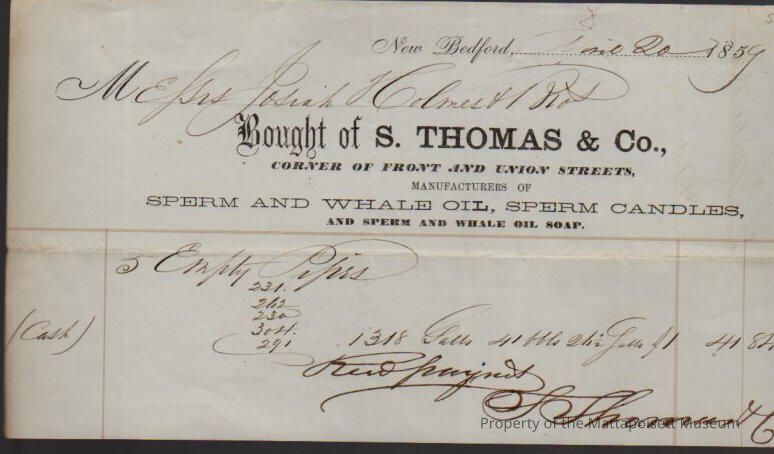 New Bedford, June 20 1859
Messrs Josiah Holmes & Bro
Bought of S. THOMAS & Co.,
CORNER OF FRONT AND UNION STREETS,
MANUFACTURERS OF
SPERM AND WHALE OIL, SPERM CANDLES,
AND SPERM AND WHALE OIL SOAP.
5 Empty Pipes
231.
262
230
304.
(Cash) 291 1318 Galls 41 bbls 26½ Galls $1 41 84
Recd paymt
S Thomas & C
Property of the Mattapoisett Museum